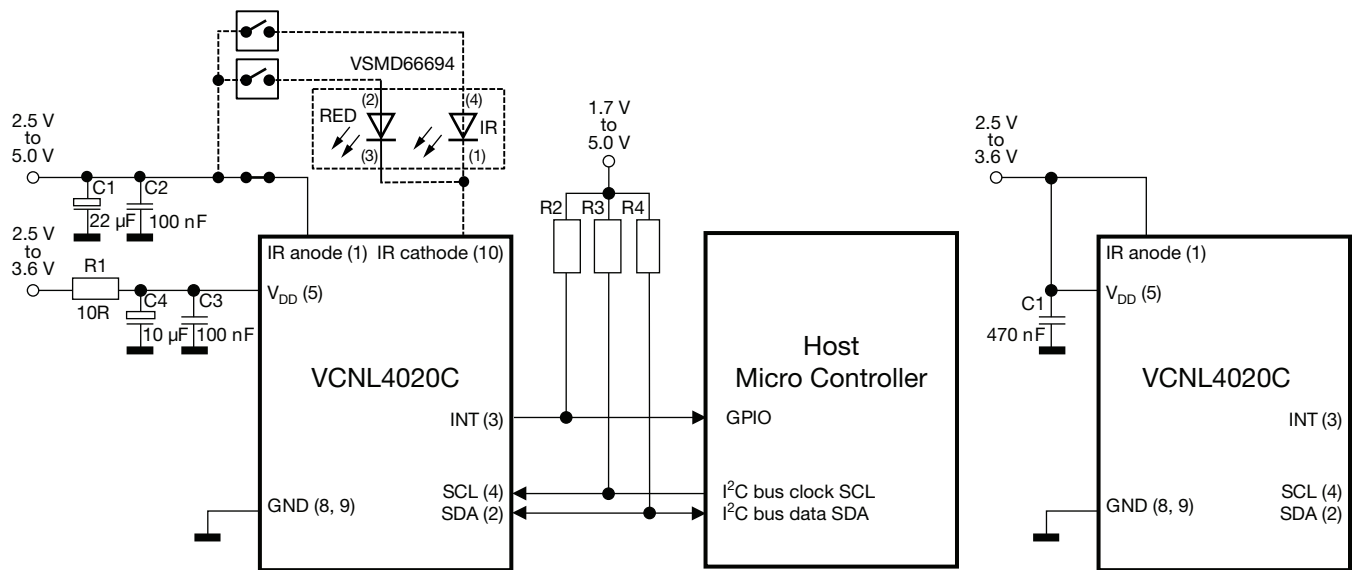 VSMD66694
(2)
(4)
RED
IR
(3)
(1)
2.5 V
to
5.0 V
C1
C2
22 µF
100 nF
2.5 V
to
3.6 V
R1
10R
C4
C3
10 µF
100 nF
IR anode (1)
IR cathode (10)
VDD (5)
VCNL4020C
INT (3)
SCL (4)
SDA (2)
GND (8, 9)
1.7 V
to
5.0 V
R2
R3
R4
Host
Micro Controller
GPIO
I²C bus clock SCL
I²C bus data SDA
2.5 V
to
3.6 V
C1
470 nF
IR anode (1)
VDD (5)
VCNL4020C
INT (3)
SCL (4)
SDA (2)
GND (8, 9)